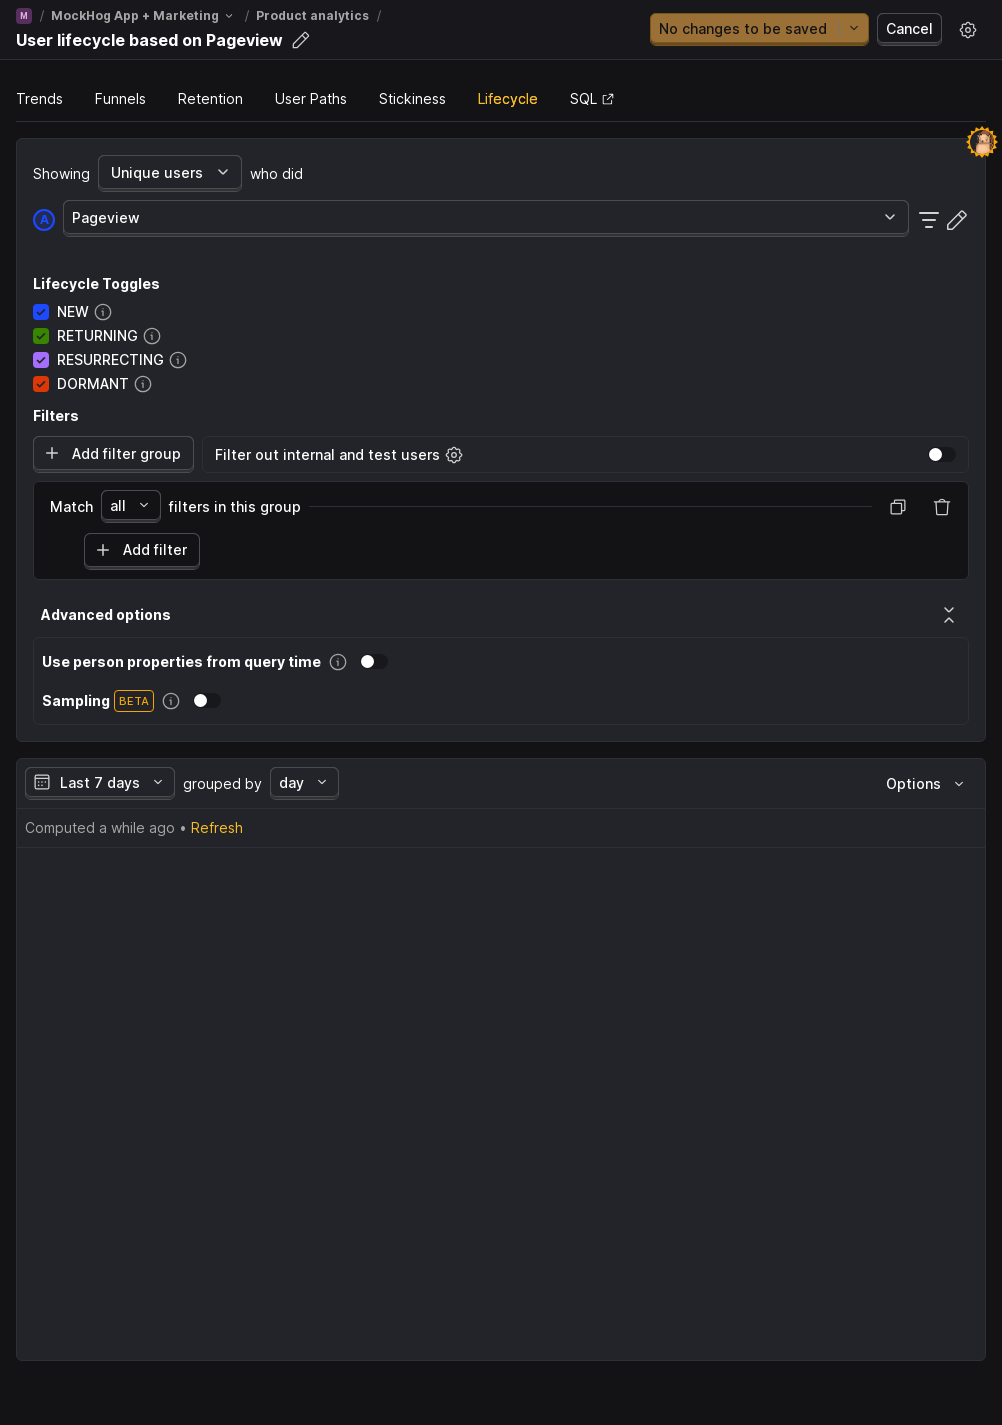 M / MockHog App + Marketing / Product analytics /
User lifecycle based on Pageview
No changes to be saved
Cancel
Trends Funnels Retention User Paths Stickiness Lifecycle SQL
Showing Unique users who did
A Pageview
Lifecycle Toggles
NEW
RETURNING
RESURRECTING
DORMANT
Filters
Add filter group
Filter out internal and test users
Match all filters in this group
Add filter
Advanced options
Use person properties from query time
Sampling BETA
Last 7 days grouped by day
Options
Computed a while ago • Refresh